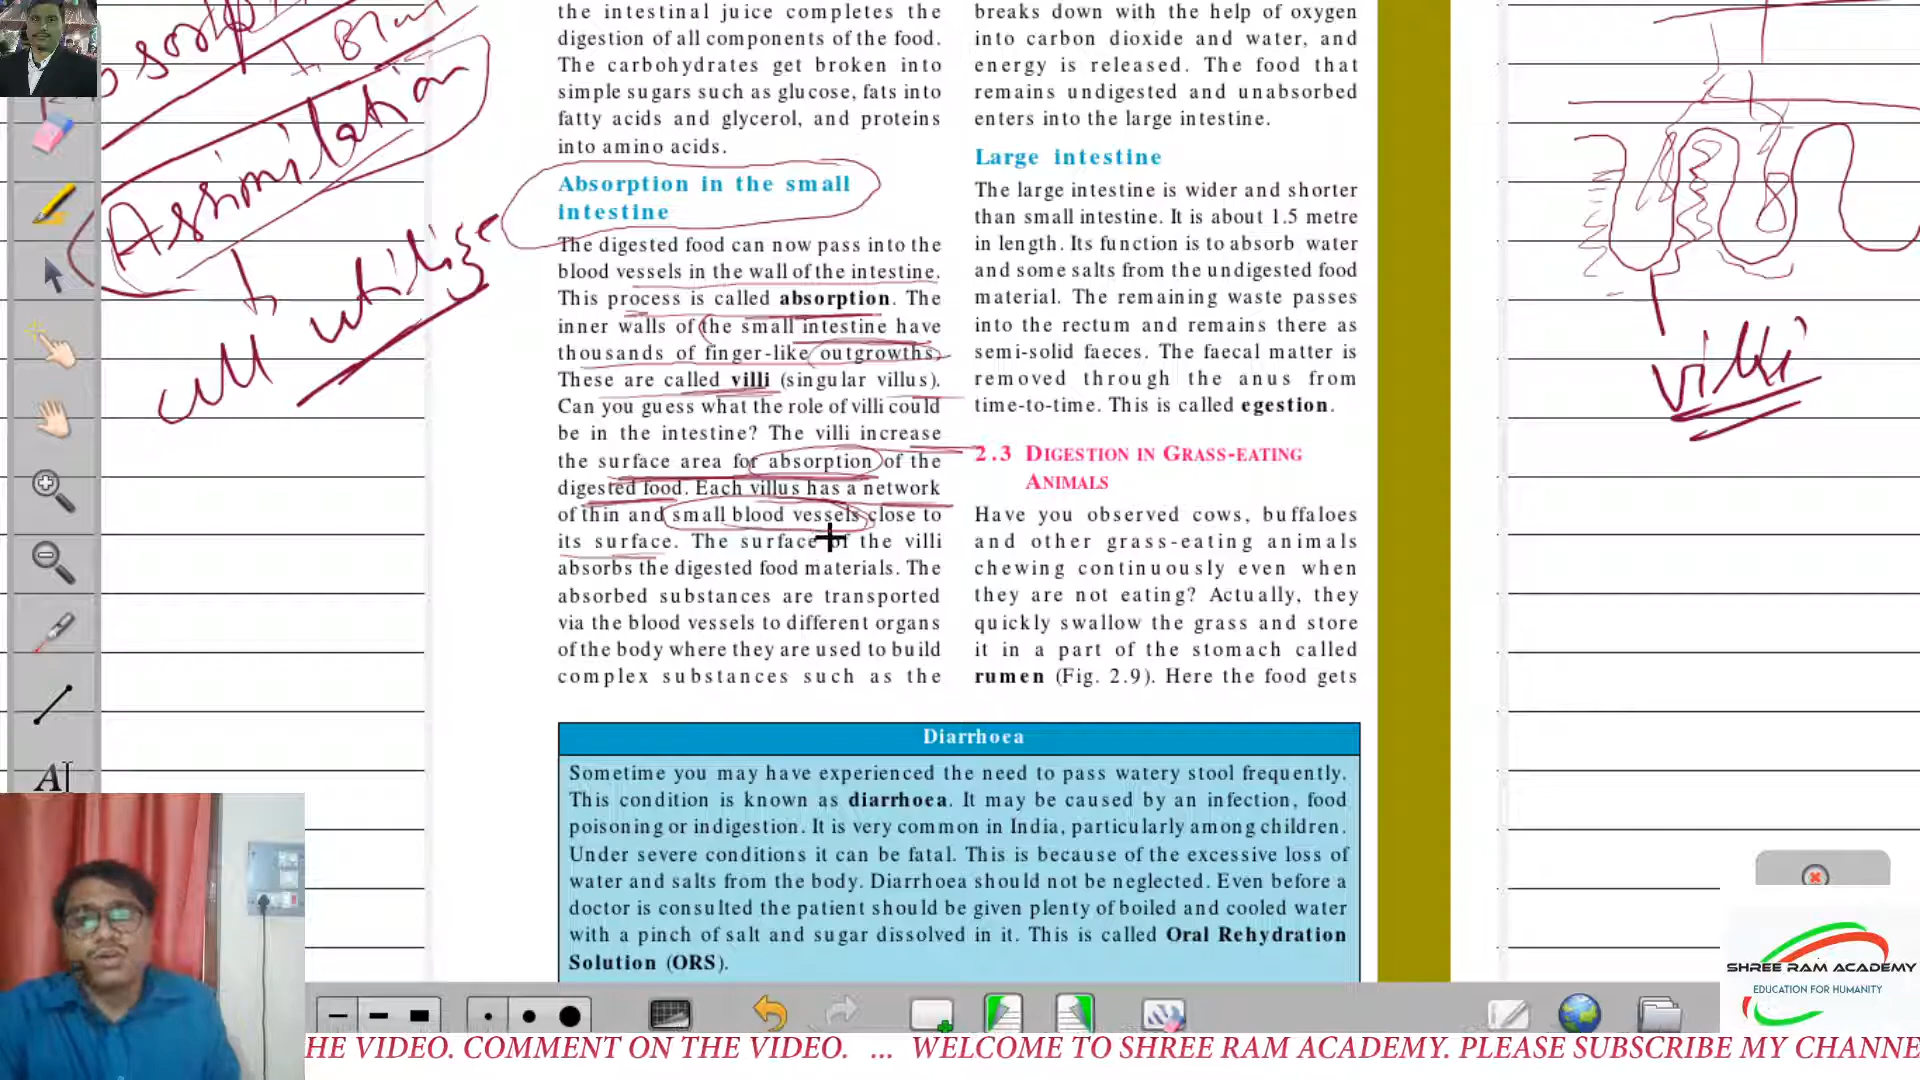 Assimilation
cell utilise
the intestinal juice completes the
digestion of all components of the food.
The carbohydrates get broken into
simple sugars such as glucose, fats into
fatty acids and glycerol, and proteins
into amino acids.
Absorption in the small
intestine
The digested food can now pass into the
blood vessels in the wall of the intestine.
This process is called absorption. The
inner walls of the small intestine have
thousands of finger-like outgrowths.
These are called villi (singular villus).
Can you guess what the role of villi could
be in the intestine? The villi increase
the surface area for absorption of the
digested food. Each villus has a network
of thin and small blood vessels close to
its surface. The surface of the villi
absorbs the digested food materials. The
absorbed substances are transported
via the blood vessels to different organs
of the body where they are used to build
complex substances such as the
breaks down with the help of oxygen
into carbon dioxide and water, and
energy is released. The food that
remains undigested and unabsorbed
enters into the large intestine.
Large intestine
The large intestine is wider and shorter
than small intestine. It is about 1.5 metre
in length. Its function is to absorb water
and some salts from the undigested food
material. The remaining waste passes
into the rectum and remains there as
semi-solid faeces. The faecal matter is
removed through the anus from
time-to-time. This is called egestion.
2.3 DIGESTION IN GRASS-EATING
ANIMALS
Have you observed cows, buffaloes
and other grass-eating animals
chewing continuously even when
they are not eating? Actually, they
quickly swallow the grass and store
it in a part of the stomach called
rumen (Fig. 2.9). Here the food gets
villi
Diarrhoea
Sometime you may have experienced the need to pass watery stool frequently.
This condition is known as diarrhoea. It may be caused by an infection, food
poisoning or indigestion. It is very common in India, particularly among children.
Under severe conditions it can be fatal. This is because of the excessive loss of
water and salts from the body. Diarrhoea should not be neglected. Even before a
doctor is consulted the patient should be given plenty of boiled and cooled water
with a pinch of salt and sugar dissolved in it. This is called Oral Rehydration
Solution (ORS).
SHREE RAM ACADEMY
EDUCATION FOR HUMANITY
HE VIDEO. COMMENT ON THE VIDEO. ... WELCOME TO SHREE RAM ACADEMY. PLEASE SUBSCRIBE MY CHANNE